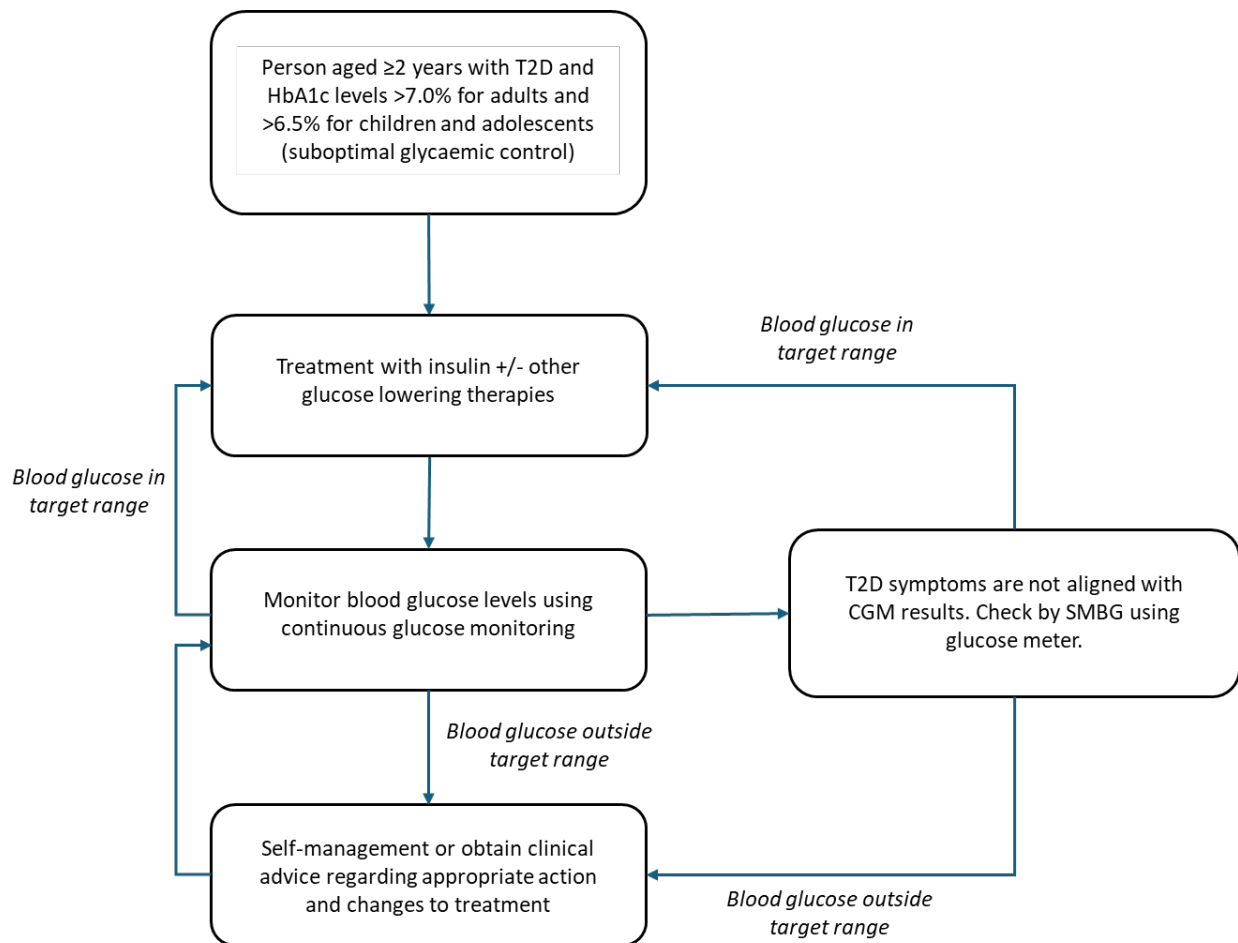 Person aged ≥2 years with T2D and
HbA1c levels >7.0% for adults and
>6.5% for children and adolescents
(suboptimal glycaemic control)
Blood glucose in
target range
Treatment with insulin +/- other
glucose lowering therapies
Blood glucose in
target range
Monitor blood glucose levels using
continuous glucose monitoring
T2D symptoms are not aligned with
CGM results. Check by SMBG using
glucose meter.
Blood glucose outside
target range
Self-management or obtain clinical
advice regarding appropriate action
and changes to treatment
Blood glucose outside
target range